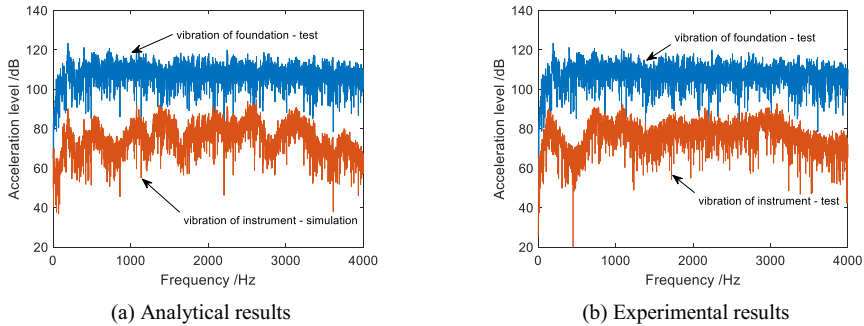 140
120
100
80
60
40
20
0
1000
2000
3000
4000
Acceleration level /dB
Frequency /Hz
vibration of foundation - test
vibration of instrument - simulation
(a) Analytical results
140
120
100
80
60
40
20
0
1000
2000
3000
4000
Acceleration level /dB
Frequency /Hz
vibration of foundation - test
vibration of instrument - test
(b) Experimental results